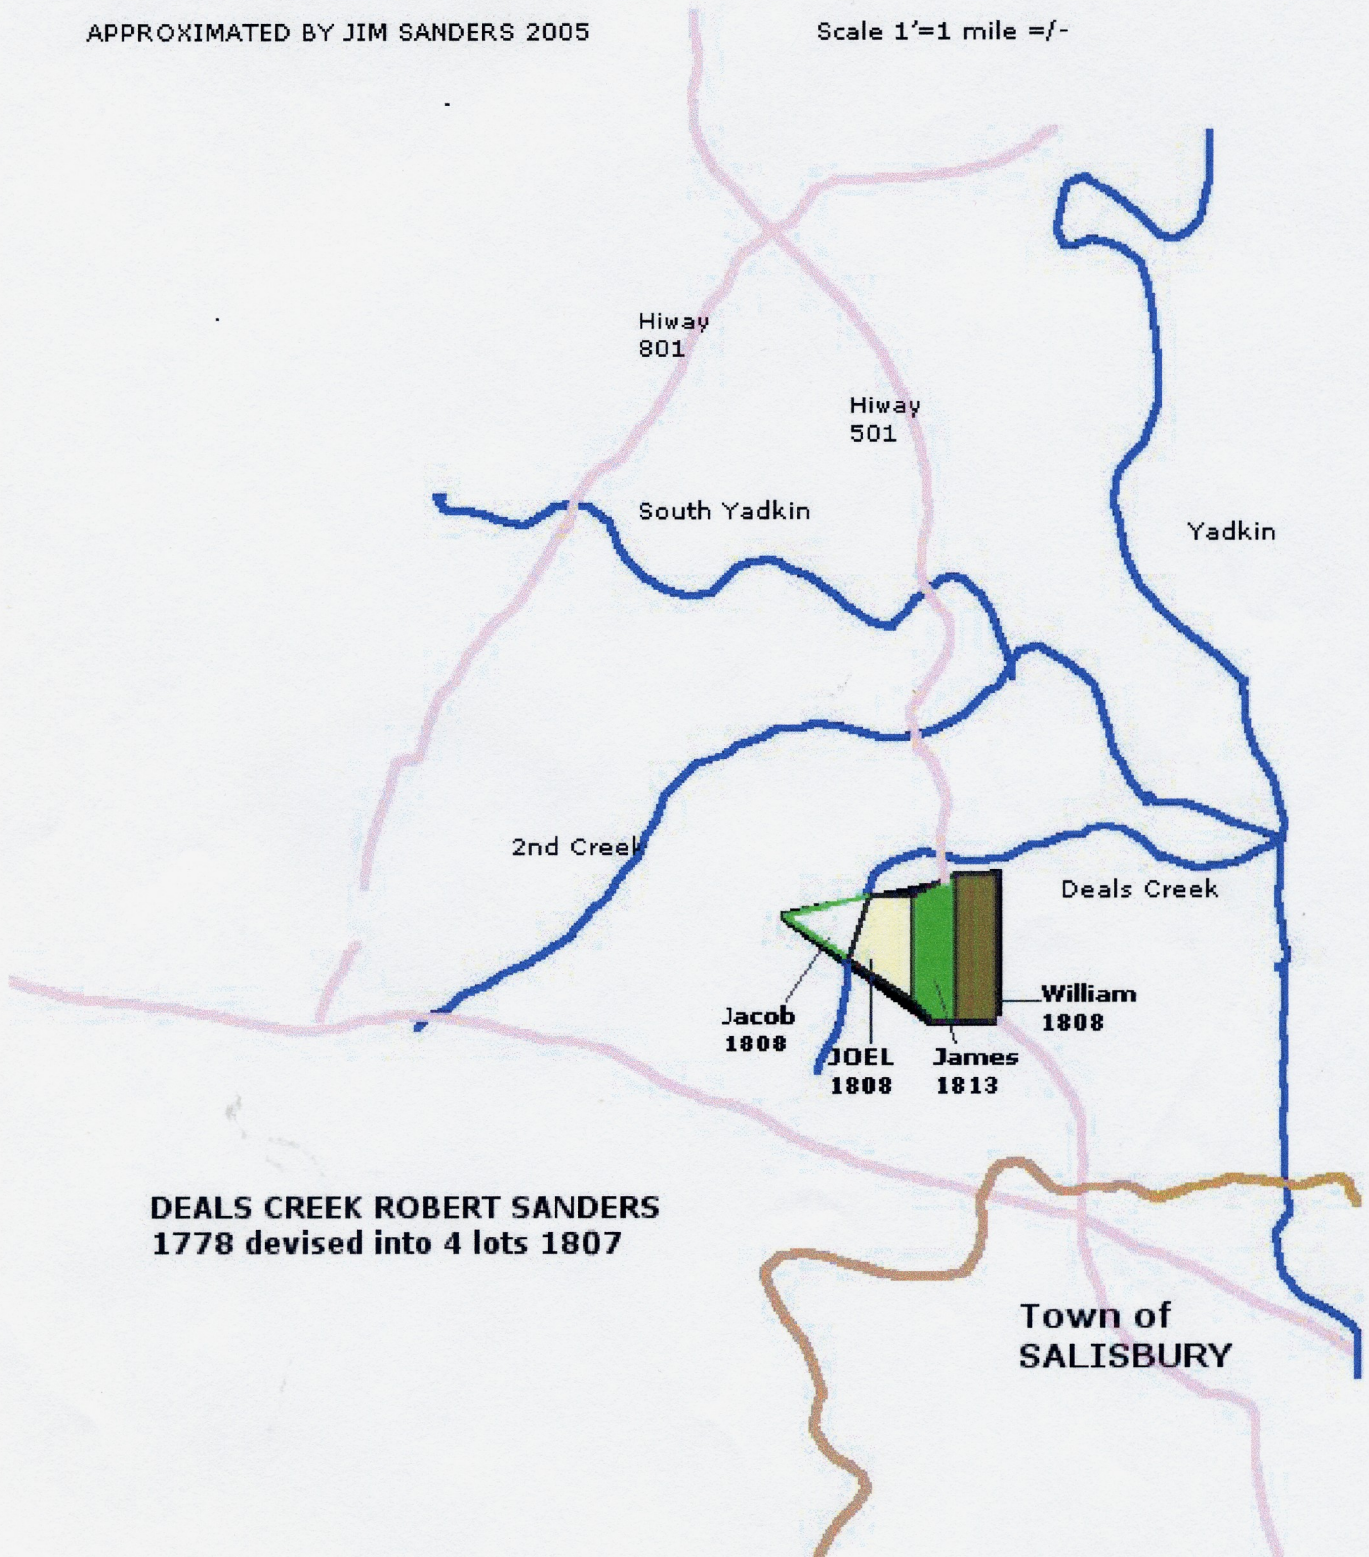 APPROXIMATED BY JIM SANDERS 2005
Scale 1'=1 mile =/-
Hiway
801
Hiway
501
South Yadkin
Yadkin
2nd Creek
Deals Creek
William
1808
Jacob
1808
JOEL
1808
James
1813
DEALS CREEK ROBERT SANDERS
1778 devised into 4 lots 1807
Town of
SALISBURY